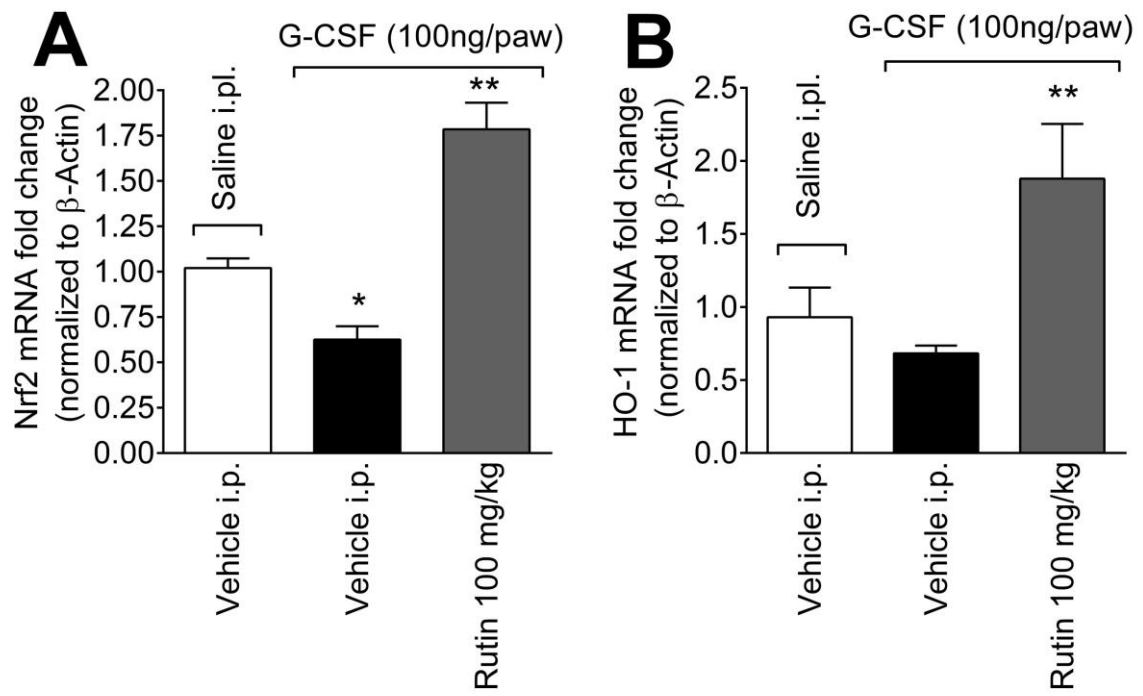 A
G-CSF (100ng/paw)
Nrf2 mRNA fold change
(normalized to β-Actin)
2.00
1.75
1.50
1.25
1.00
0.75
0.50
0.25
0.00
Saline i.pl.
*
**
Vehicle i.p.
Vehicle i.p.
Rutin 100 mg/kg
B
G-CSF (100ng/paw)
HO-1 mRNA fold change
(normalized to β-Actin)
2.5
2.0
1.5
1.0
0.5
0.0
Saline i.pl.
**
Vehicle i.p.
Vehicle i.p.
Rutin 100 mg/kg